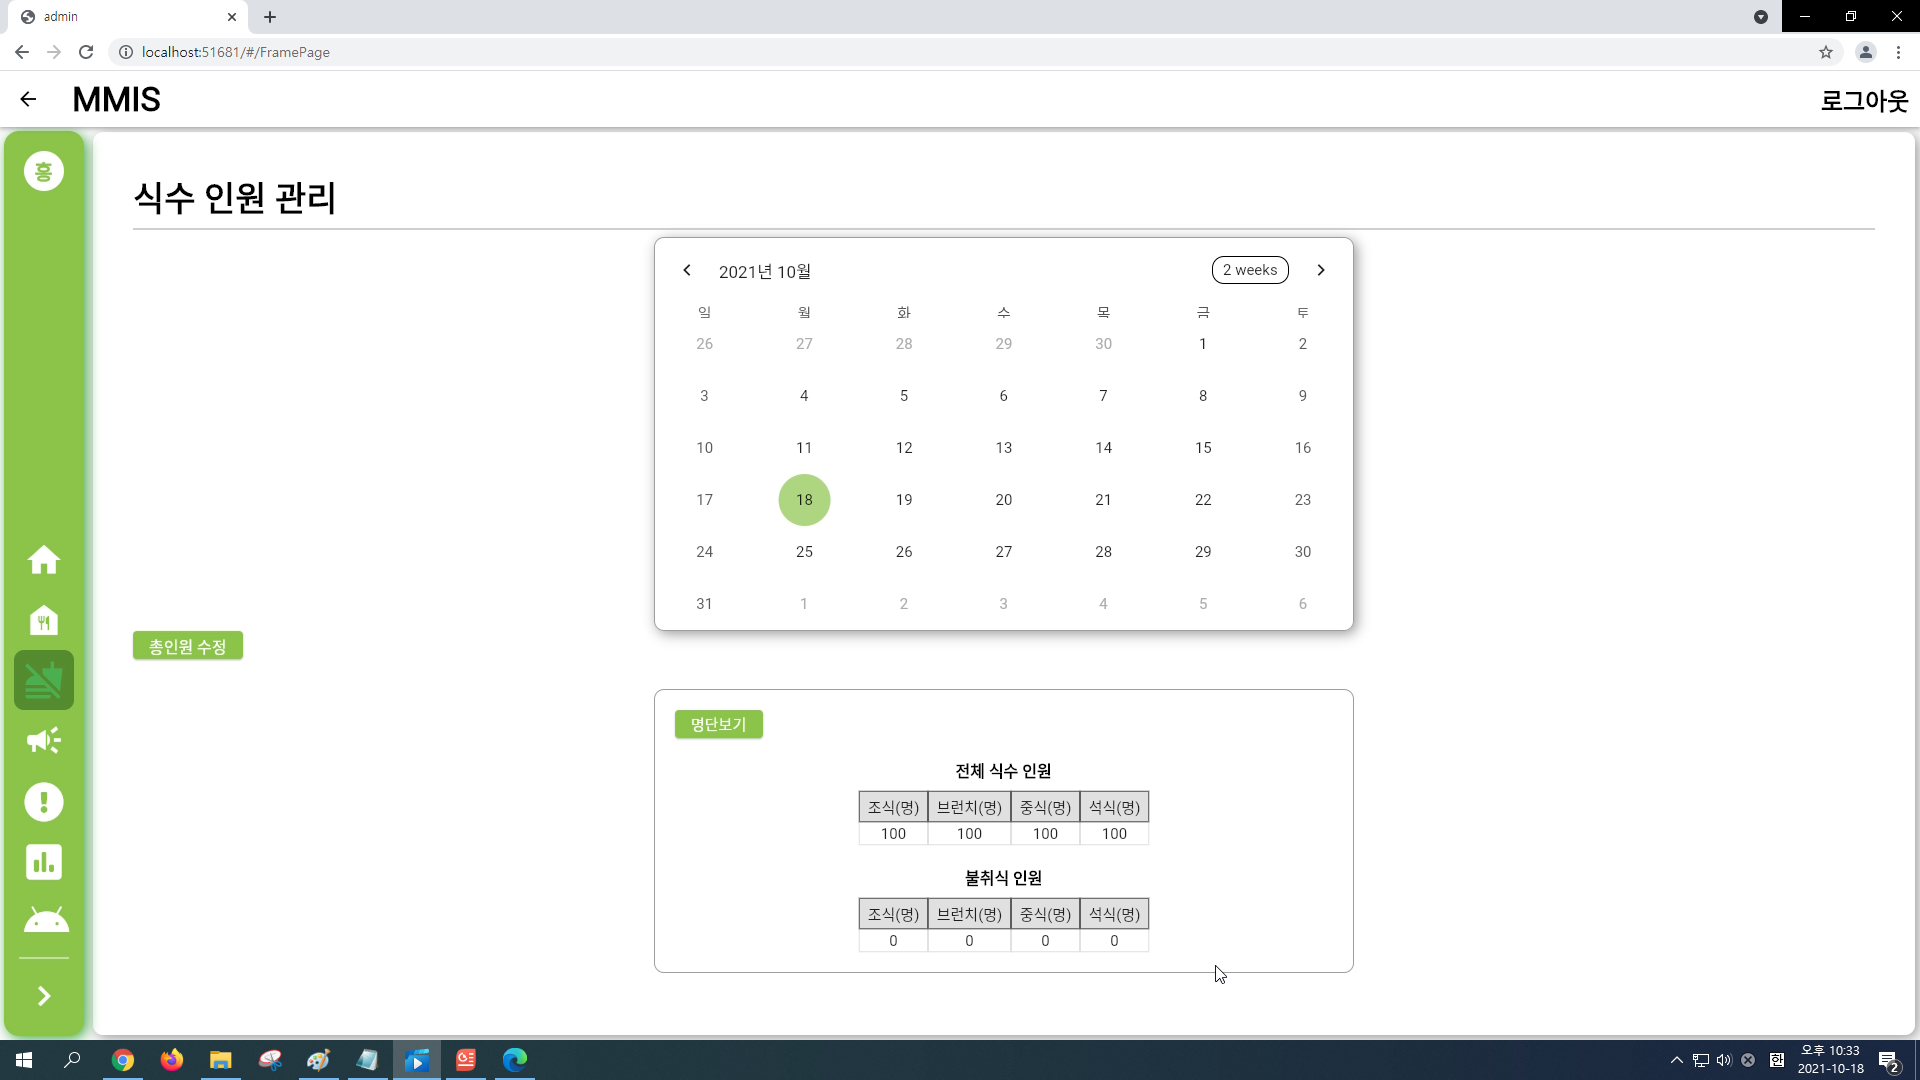 admin
localhost:51681/#/FramePage
MMIS
로그아웃
홍
식수 인원 관리
2021년 10월
2 weeks
일 월 화 수 목 금 토
26 27 28 29 30 1 2
3 4 5 6 7 8 9
10 11 12 13 14 15 16
17 18 19 20 21 22 23
24 25 26 27 28 29 30
31 1 2 3 4 5 6
총인원 수정
명단보기
전체 식수 인원
조식(명) 브런치(명) 중식(명) 석식(명)
100 100 100 100
불취식 인원
조식(명) 브런치(명) 중식(명) 석식(명)
0 0 0 0
한
오후 10:33
2021-10-18
2